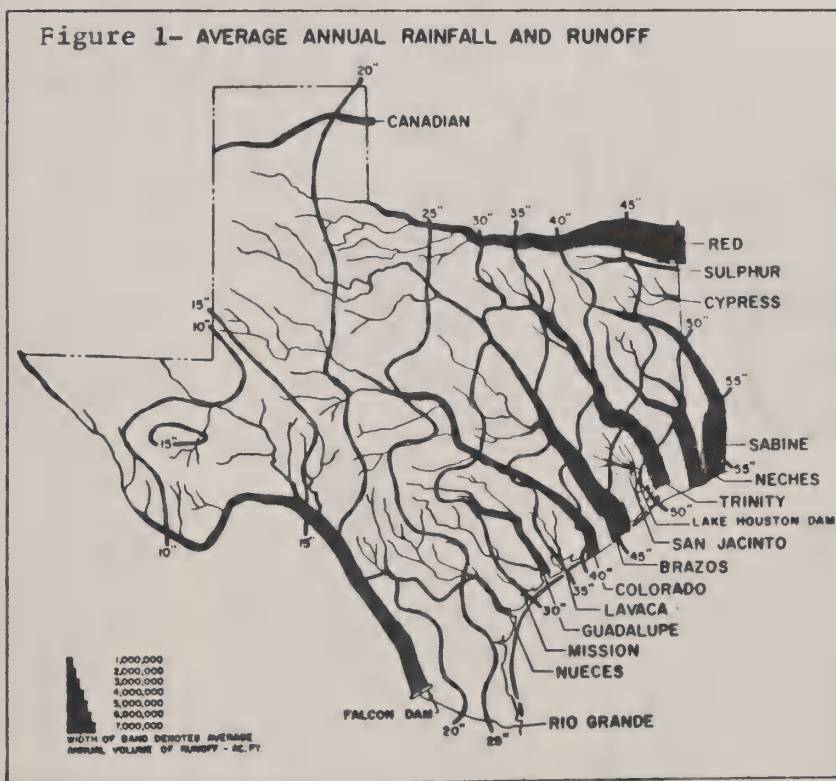 Figure 1- AVERAGE ANNUAL RAINFALL AND RUNOFF
20"
CANADIAN
25"
30"
35"
40"
45"
RED
SULPHUR
CYPRESS
15"
10"
50"
55"
15"
SABINE
55"
NECHES
TRINITY
50"
LAKE HOUSTON DAM
SAN JACINTO
10"
15"
45"
BRAZOS
40"
COLORADO
35"
LAVACA
30"
GUADALUPE
MISSION
NUECES
1,000,000
2,000,000
3,000,000
4,000,000
5,000,000
6,000,000
7,000,000
FALCON DAM
20"
25"
RIO GRANDE
WIDTH OF BAND DENOTES AVERAGE
ANNUAL VOLUME OF RUNOFF - AC. FT.